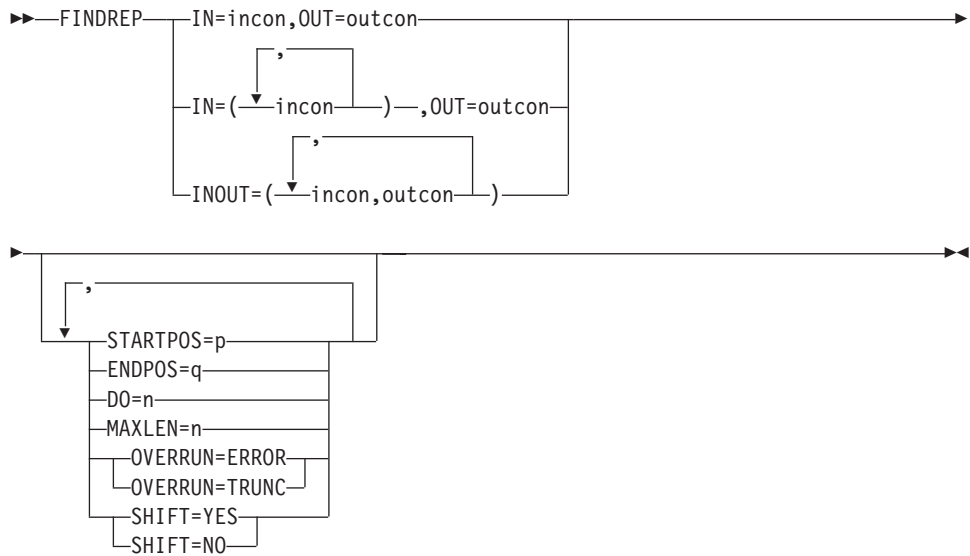 FINDREP IN=incon,OUT=outcon
,
IN=( incon ) ,OUT=outcon
,
INOUT=( incon,outcon )
,
STARTPOS=p
ENDPOS=q
DO=n
MAXLEN=n
OVERRUN=ERROR
OVERRUN=TRUNC
SHIFT=YES
SHIFT=NO